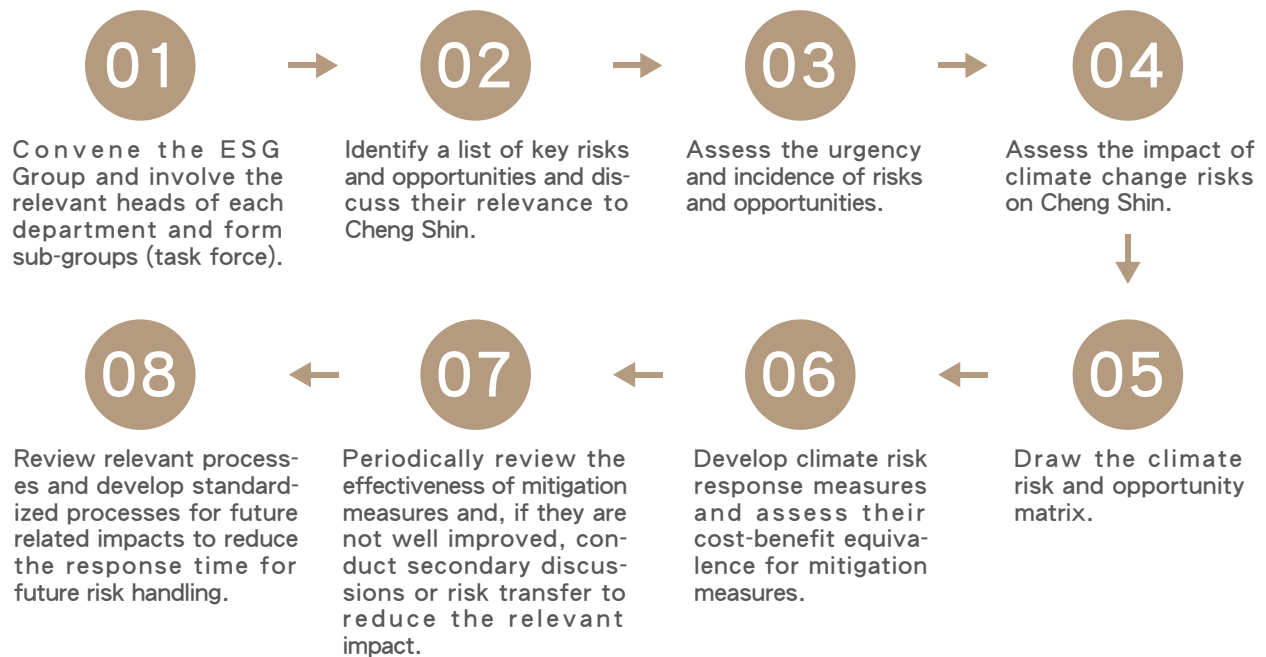 01
Convene the ESG
Group and involve the
relevant heads of each
department and form
sub-groups (task force).
02
Identify a list of key risks
and opportunities and dis-
cuss their relevance to
Cheng Shin.
03
Assess the urgency
and incidence of risks
and opportunities.
04
Assess the impact of
climate change risks
on Cheng Shin.
05
Draw the climate
risk and opportunity
matrix.
06
Develop climate risk
response measures
and assess their
cost-benefit equiva-
lence for mitigation
measures.
07
Periodically review the
effectiveness of mitigation
measures and, if they are
not well improved, con-
duct secondary discus-
sions or risk transfer to
reduce the relevant
impact.
08
Review relevant process-
es and develop standard-
ized processes for future
related impacts to reduce
the response time for
future risk handling.